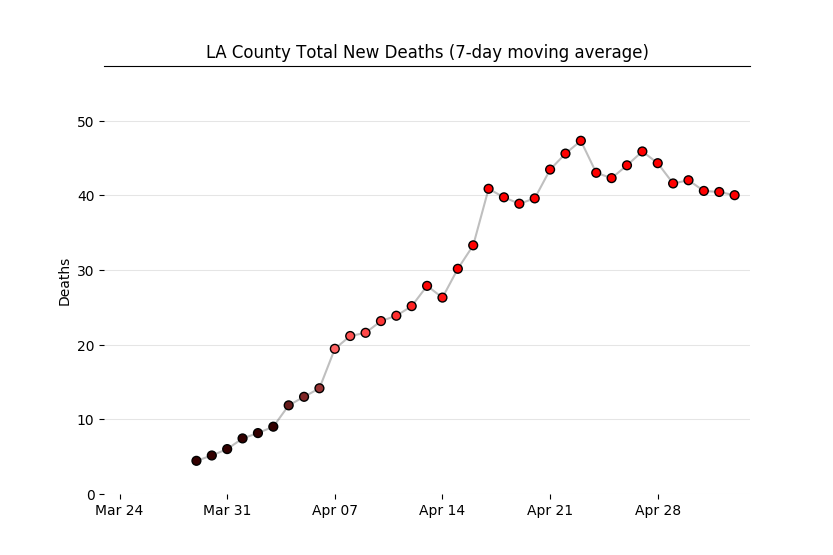 LA County Total New Deaths (7-day moving average)
50
40
30
20
10
0
Deaths
Mar 24 Mar 31 Apr 07 Apr 14 Apr 21 Apr 28